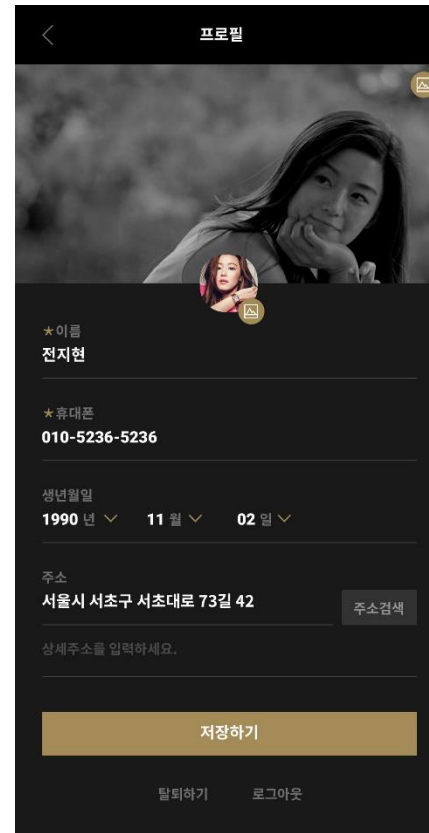 프로필
★이름
전지현
★휴대폰
010-5236-5236
생년월일
1990 년 11 월 02 일
주소
서울시 서초구 서초대로 73길 42
주소검색
상세주소를 입력하세요.
저장하기
탈퇴하기 로그아웃